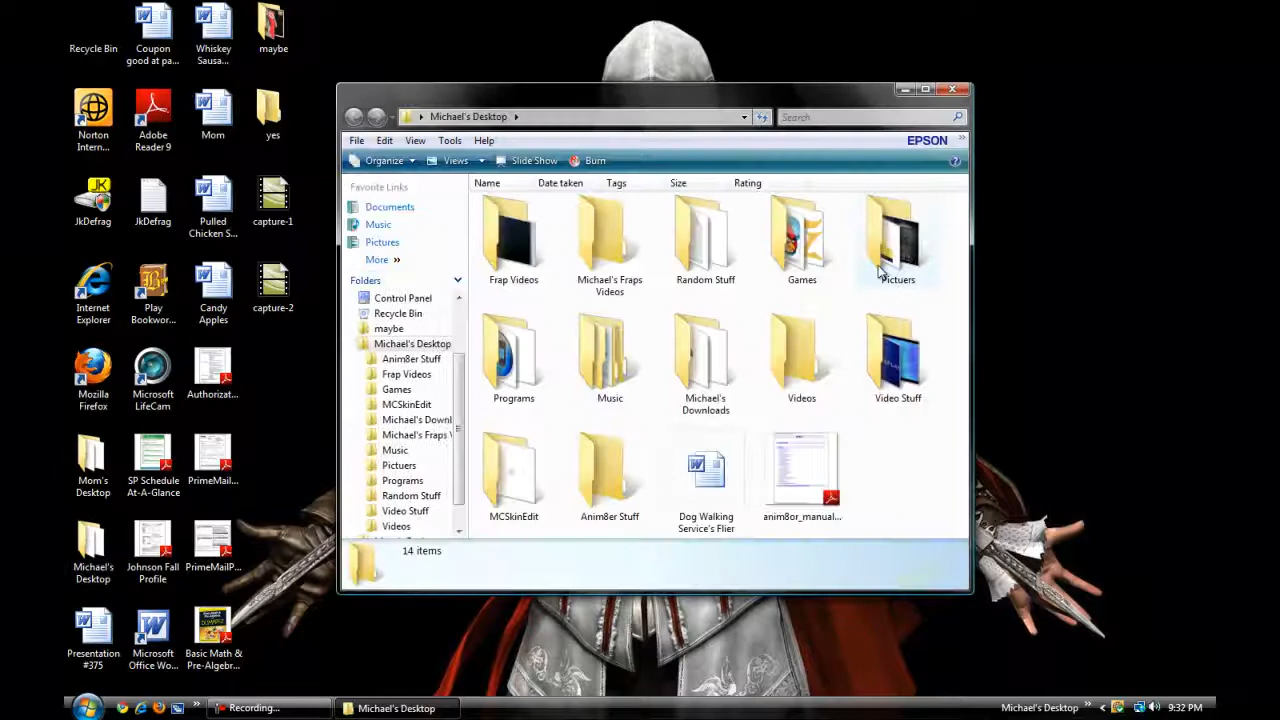 Recycle Bin
Coupon
good at pa...
Whiskey
Sausa...
maybe
Norton
Intern...
Adobe
Reader 9
Mom
yes
JkDefrag
JkDefrag
Pulled
Chicken S...
capture-1
Internet
Explorer
Play
Bookwor...
Candy
Apples
capture-2
Mozilla
Firefox
Microsoft
LifeCam
Authorizat...
Mom's
Desktop
SP Schedule
At-A-Glance
PrimeMail...
Michael's
Desktop
Johnson Fall
Profile
PrimeMailP...
Presentation
#375
Microsoft
Office Wo...
Basic Math &
Pre-Algebr...
Michael's Desktop
Search
File Edit View Tools Help
EPSON
Organize Views Slide Show Burn
Favorite Links
Documents
Music
Pictures
More
Folders
Control Panel
Recycle Bin
maybe
Michael's Desktop
Anim8er Stuff
Frap Videos
Games
MCSkinEdit
Michael's Downl
Michael's Fraps V
Music
Pictuers
Programs
Random Stuff
Video Stuff
Videos
Name Date taken Tags Size Rating
Frap Videos
Michael's Fraps
Videos
Random Stuff
Games
Pictuers
Programs
Music
Michael's
Downloads
Videos
Video Stuff
MCSkinEdit
Anim8er Stuff
Dog Walking
Service's Flier
anim8or_manual...
14 items
Recording...
Michael's Desktop
Michael's Desktop
9:32 PM